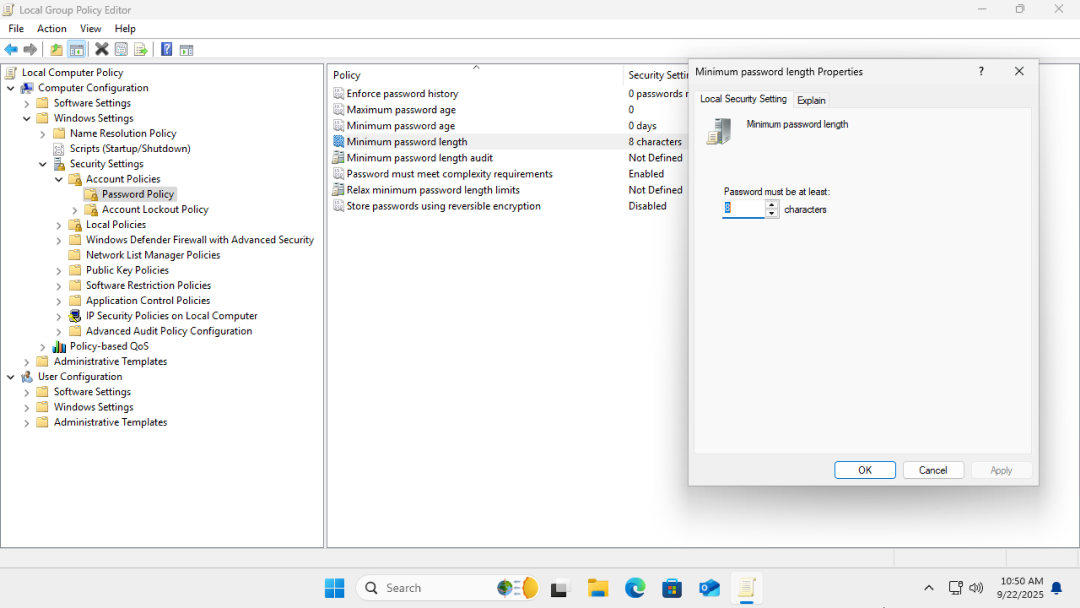 Local Group Policy Editor
File Action View Help
Local Computer Policy
Computer Configuration
Software Settings
Windows Settings
Name Resolution Policy
Scripts (Startup/Shutdown)
Security Settings
Account Policies
Password Policy
Account Lockout Policy
Local Policies
Windows Defender Firewall with Advanced Security
Network List Manager Policies
Public Key Policies
Software Restriction Policies
Application Control Policies
IP Security Policies on Local Computer
Advanced Audit Policy Configuration
Policy-based QoS
Administrative Templates
User Configuration
Software Settings
Windows Settings
Administrative Templates
Policy Security Setti
Enforce password history 0 passwords r
Maximum password age 0
Minimum password age 0 days
Minimum password length 8 characters
Minimum password length audit Not Defined
Password must meet complexity requirements Enabled
Relax minimum password length limits Not Defined
Store passwords using reversible encryption Disabled
Minimum password length Properties ?
Local Security Setting Explain
Minimum password length
Password must be at least:
8 characters
OK Cancel Apply
Search
10:50 AM
9/22/2025